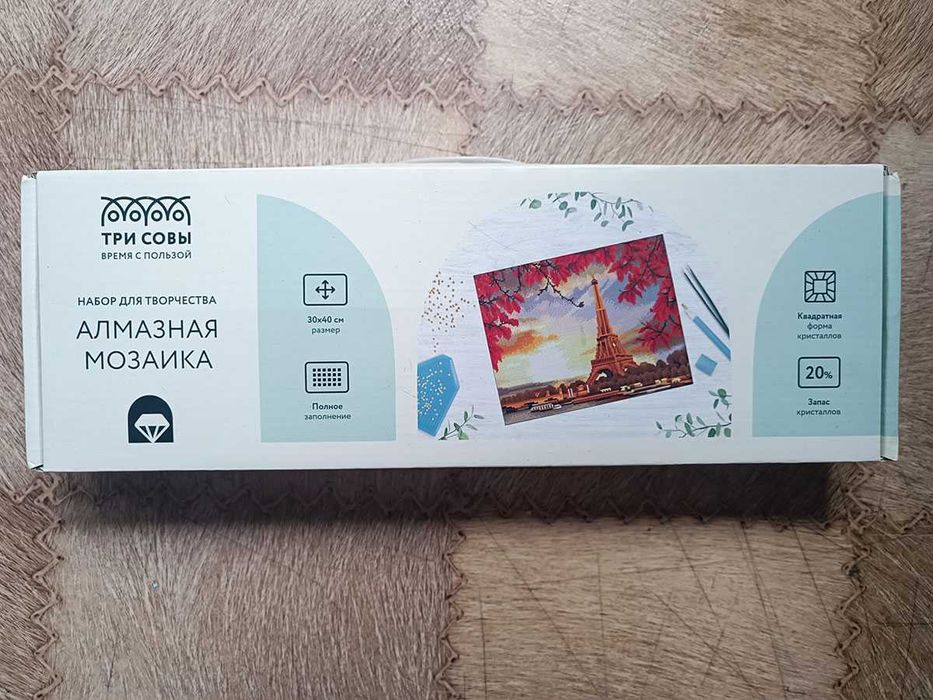 ТРИ СОВЫ
ВРЕМЯ С ПОЛЬЗОЙ
НАБОР ДЛЯ ТВОРЧЕСТВА
АЛМАЗНАЯ
МОЗАИКА
30х40 см
размер
Полное
заполнение
Квадратная
форма
кристаллов
20%
Запас
кристаллов